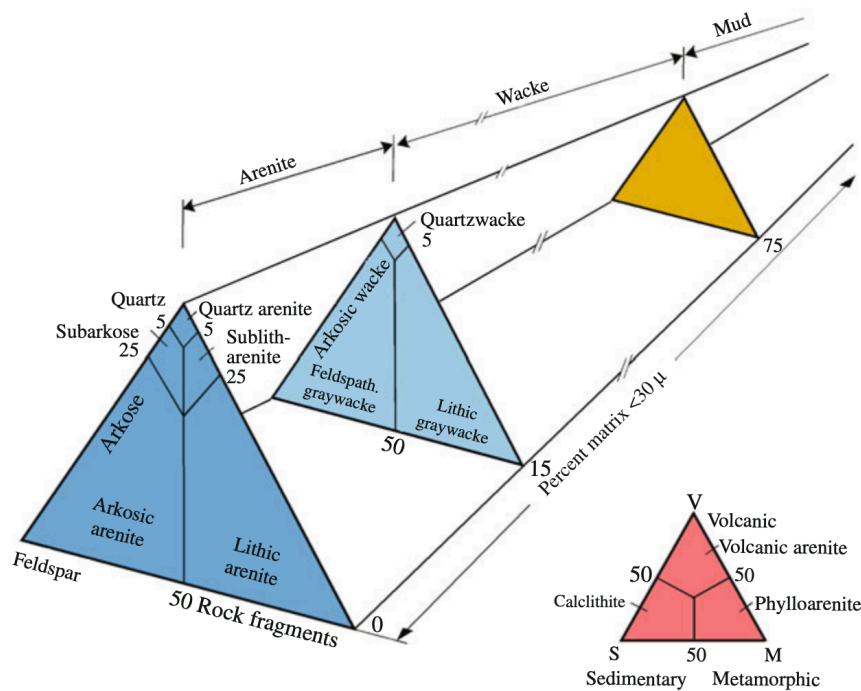 Mud
Wacke
Arenite
Quartzwacke
5
75
Quartz
Quartz arenite
5
5
Subarkose
25
Sublith-
arenite
25
Arkosic wacke
Feldspath.
graywacke
Lithic
graywacke
50
15
Percent matrix <30 μ
Arkose
Arkosic
arenite
Lithic
arenite
Feldspar
50
Rock fragments
0
V
Volcanic
Volcanic arenite
50
50
Calclithite
Phylloarenite
S
50
M
Sedimentary
Metamorphic